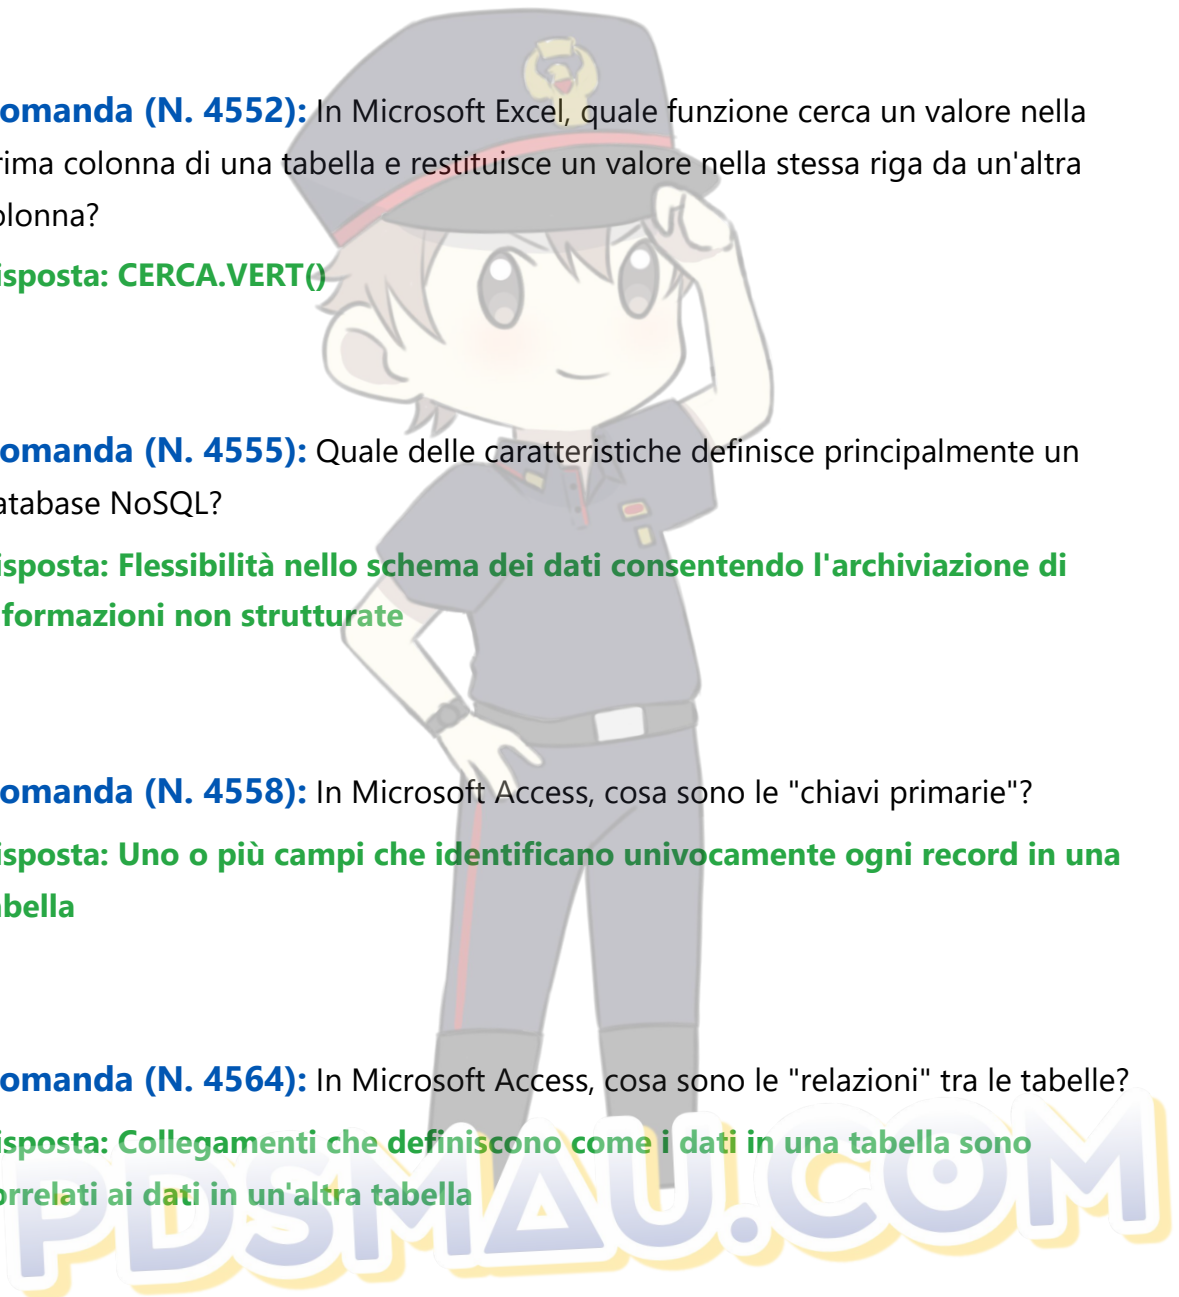 omanda (N. 4552): In Microsoft Excel, quale funzione cerca un valore nella
rima colonna di una tabella e restituisce un valore nella stessa riga da un'altra
olonna?
isposta: CERCA.VERT()
omanda (N. 4555): Quale delle caratteristiche definisce principalmente un
atabase NoSQL?
isposta: Flessibilità nello schema dei dati consentendo l'archiviazione di
formazioni non strutturate
omanda (N. 4558): In Microsoft Access, cosa sono le "chiavi primarie"?
isposta: Uno o più campi che identificano univocamente ogni record in una
abella
omanda (N. 4564): In Microsoft Access, cosa sono le "relazioni" tra le tabelle?
isposta: Collegamenti che definiscono come i dati in una tabella sono
orrelati ai dati in un'altra tabella
PDSMAU.COM